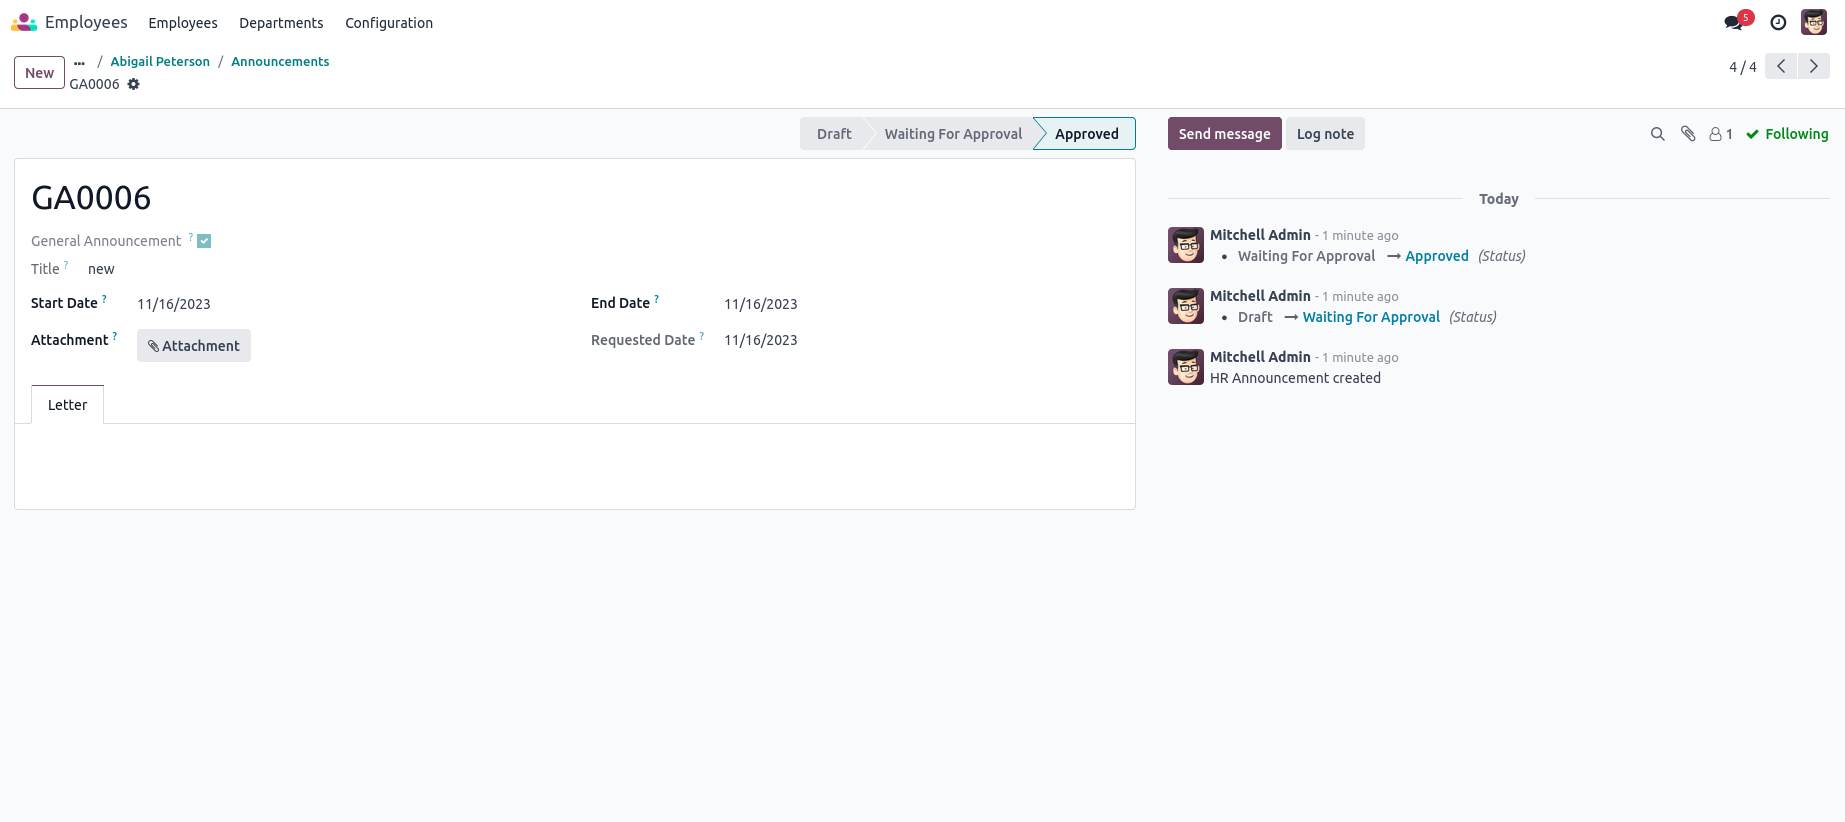 Employees Employees Departments Configuration 5
New ... / Abigail Peterson / Announcements
GA0006
4 / 4
Draft Waiting For Approval Approved
Send message Log note 1 Following
GA0006
General Announcement ?
Title ? new
Start Date ? 11/16/2023 End Date ? 11/16/2023
Attachment ? Attachment Requested Date ? 11/16/2023
Letter
Today
Mitchell Admin - 1 minute ago
• Waiting For Approval → Approved (Status)
Mitchell Admin - 1 minute ago
• Draft → Waiting For Approval (Status)
Mitchell Admin - 1 minute ago
HR Announcement created